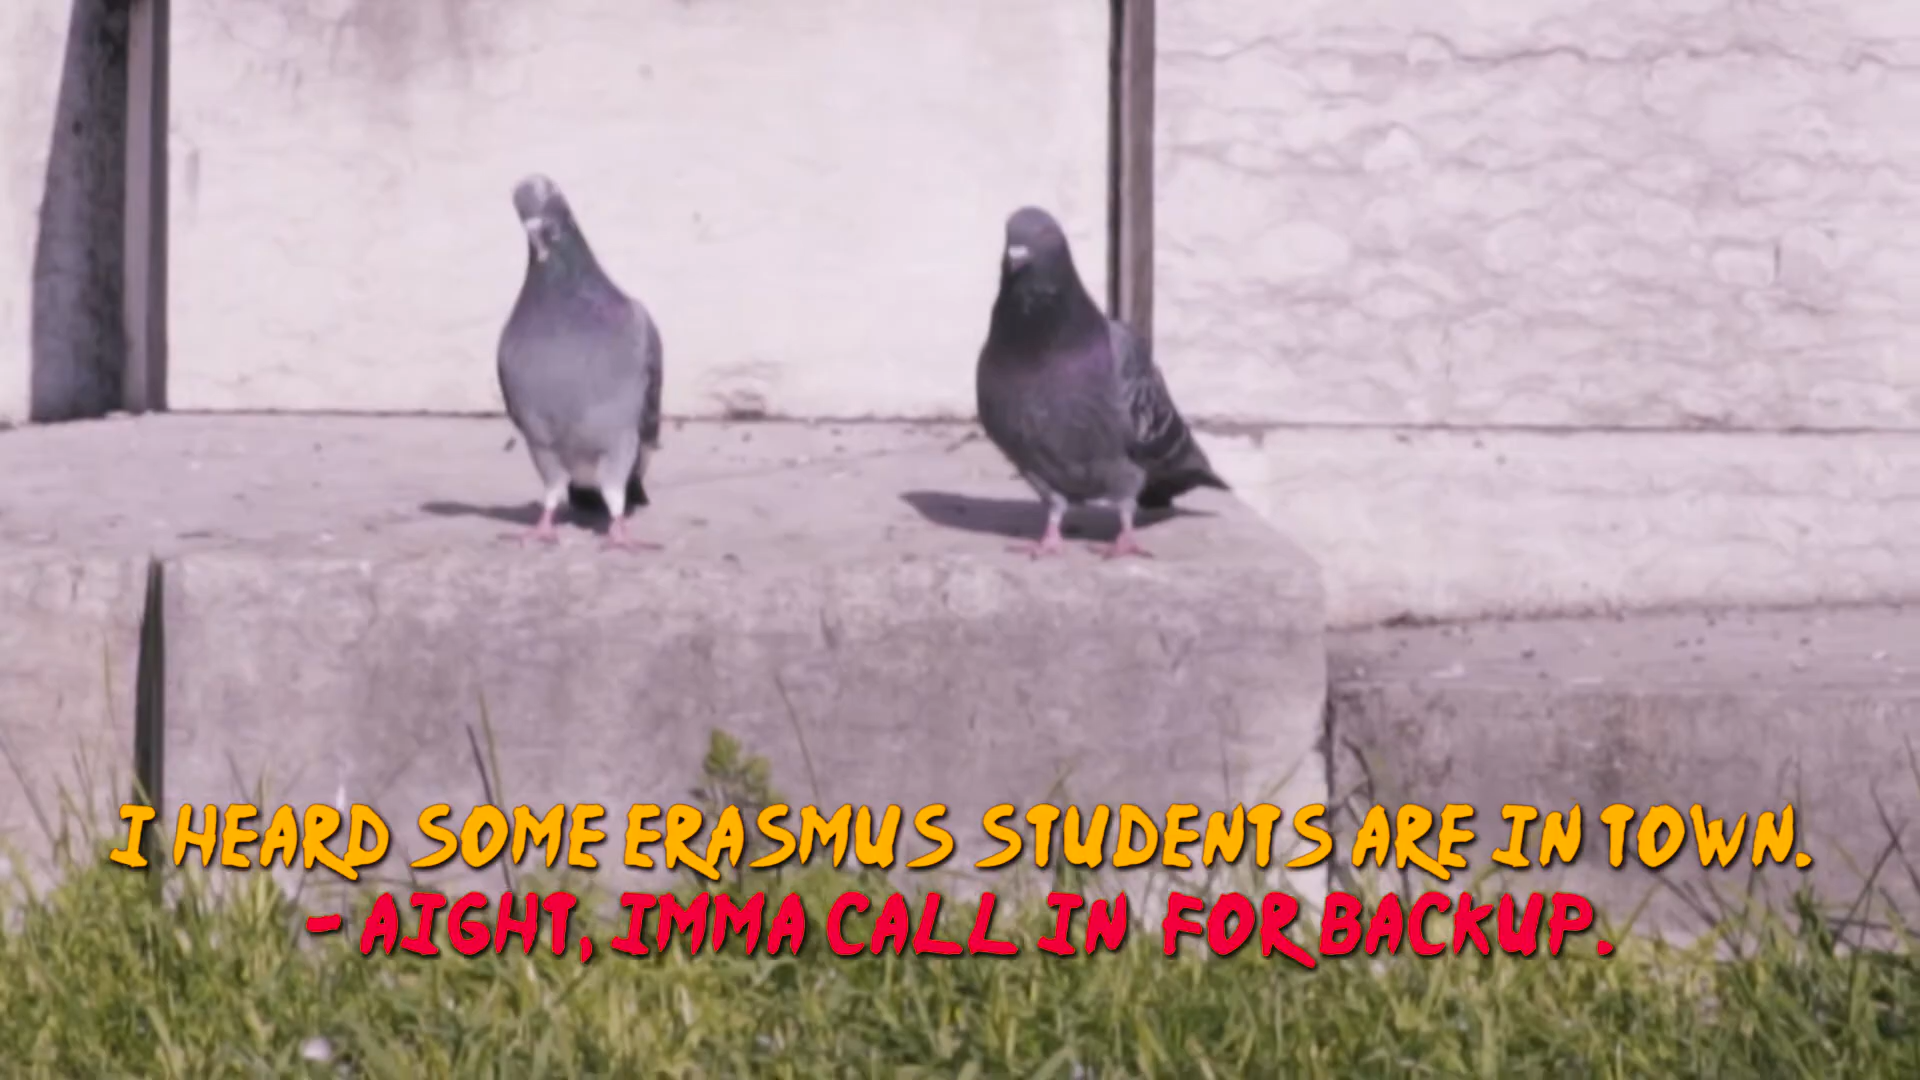 I HEARD SOME ERASMUS STUDENTS ARE IN TOWN.
- AIGHT, IMMA CALL IN FOR BACKUP.